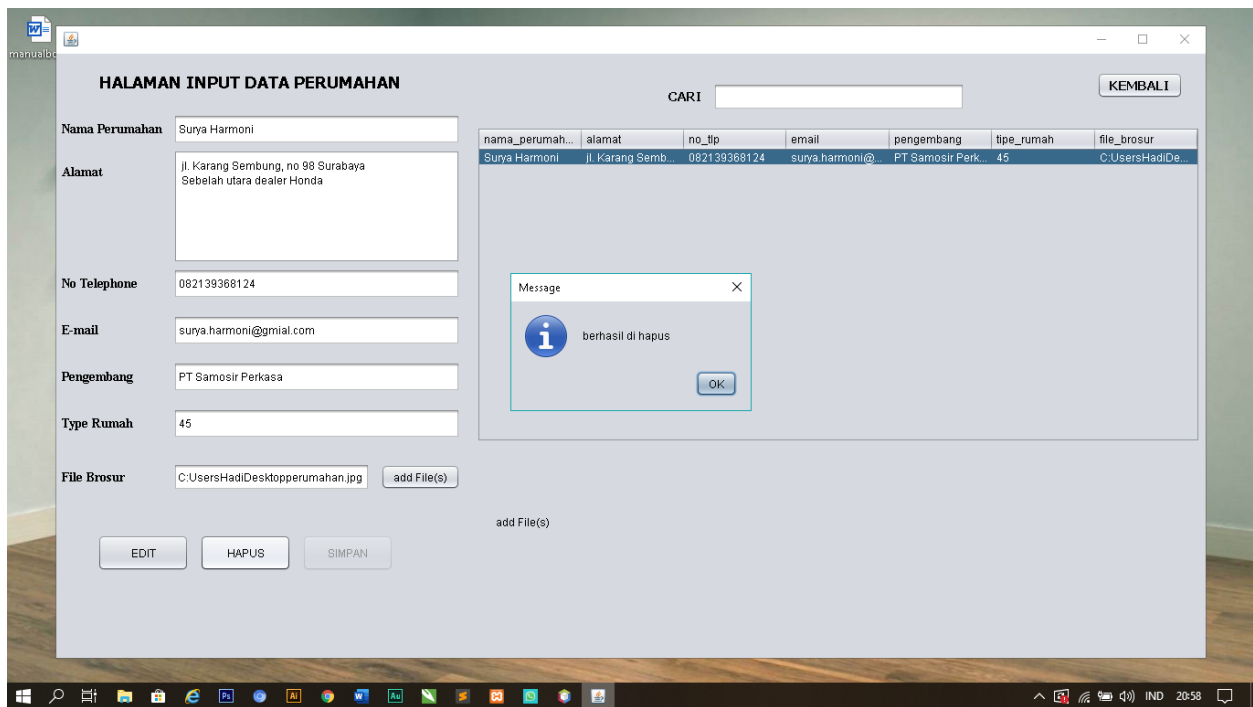 manualbo
HALAMAN INPUT DATA PERUMAHAN
CARI
KEMBALI
Nama Perumahan
Surya Harmoni
Alamat
jl. Karang Sembung, no 98 Surabaya
Sebelah utara dealer Honda
No Telephone
082139368124
E-mail
surya.harmoni@gmial.com
Pengembang
PT Samosir Perkasa
Type Rumah
45
File Brosur
C:UsersHadiDesktopperumahan.jpg
add File(s)
EDIT
HAPUS
SIMPAN
nama_perumah... alamat no_tlp email pengembang tipe_rumah file_brosur
Surya Harmoni jl. Karang Semb... 082139368124 surya.harmoni@... PT Samosir Perk... 45 C:UsersHadiDe...
Message
berhasil di hapus
OK
add File(s)
Ps
Ai
Au
IND 20:58